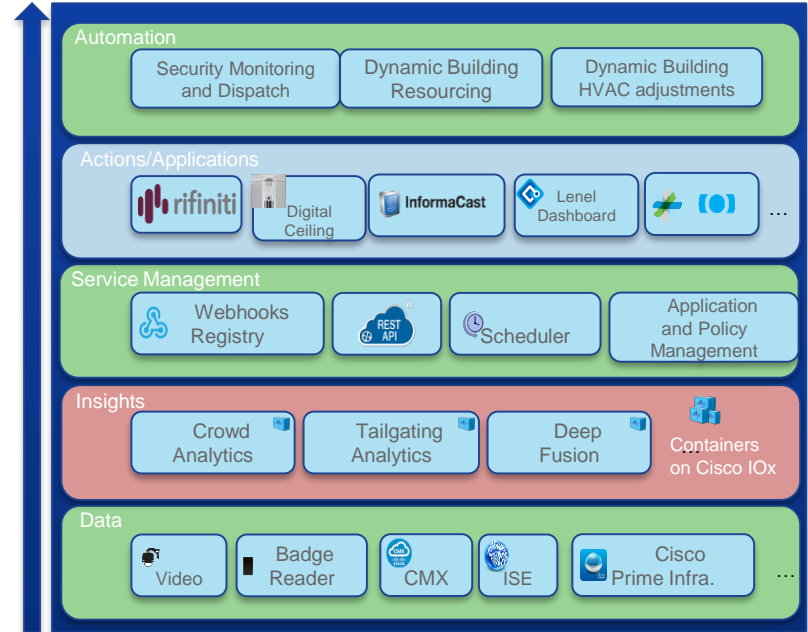 Automation
Security Monitoring
and Dispatch
Dynamic Building
Resourcing
Dynamic Building
HVAC adjustments
Actions/Applications
rifiniti
Digital
Ceiling
InformaCast
Lenel
Dashboard
...
Service Management
Webhooks
Registry
REST
API
Scheduler
Application
and Policy
Management
Insights
Crowd
Analytics
Tailgating
Analytics
Deep
Fusion
Containers
...
on Cisco IOx
Data
Video
Badge
Reader
CMX
CISCO
CMX
ISE
Cisco
Prime Infra.
...